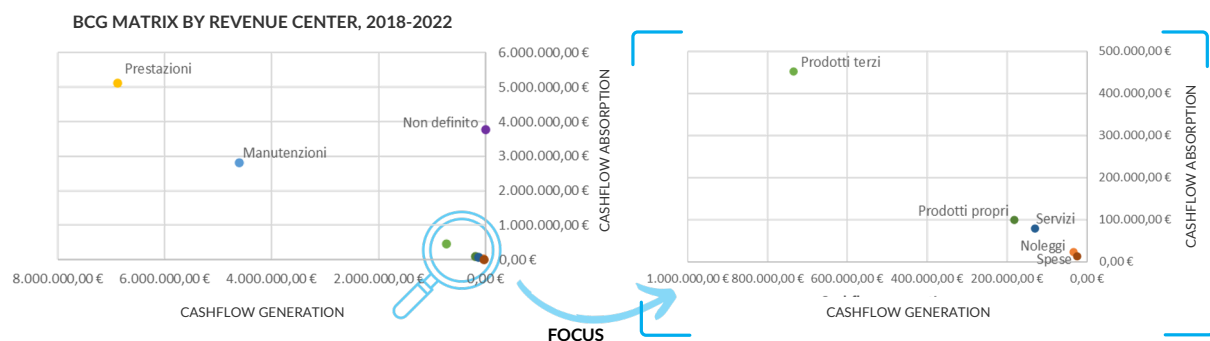 BCG MATRIX BY REVENUE CENTER, 2018-2022
6.000.000,00 €
5.000.000,00 €
4.000.000,00 €
3.000.000,00 €
2.000.000,00 €
1.000.000,00 €
0,00 €
CASHFLOW ABSORPTION
Prestazioni
Non definito
Manutenzioni
8.000.000,00 €
6.000.000,00 €
4.000.000,00 €
2.000.000,00 €
0,00 €
CASHFLOW GENERATION
FOCUS
500.000,00 €
400.000,00 €
300.000,00 €
200.000,00 €
100.000,00 €
0,00 €
CASHFLOW ABSORPTION
Prodotti terzi
Prodotti propri
Servizi
Noleggi
Spese
1.000.000,00 €
800.000,00 €
600.000,00 €
400.000,00 €
200.000,00 €
0,00 €
CASHFLOW GENERATION